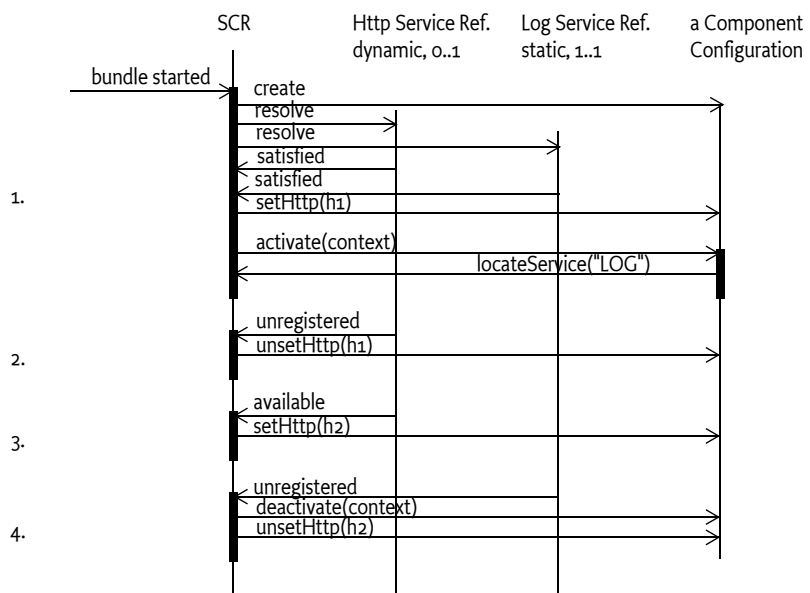 SCR
Http Service Ref.
dynamic, 0..1
Log Service Ref.
static, 1..1
a Component
Configuration
bundle started
create
resolve
resolve
satisfied
satisfied
1.
setHttp(h1)
activate(context)
locateService("LOG")
unregistered
2.
unsetHttp(h1)
available
3.
setHttp(h2)
unregistered
deactivate(context)
4.
unsetHttp(h2)